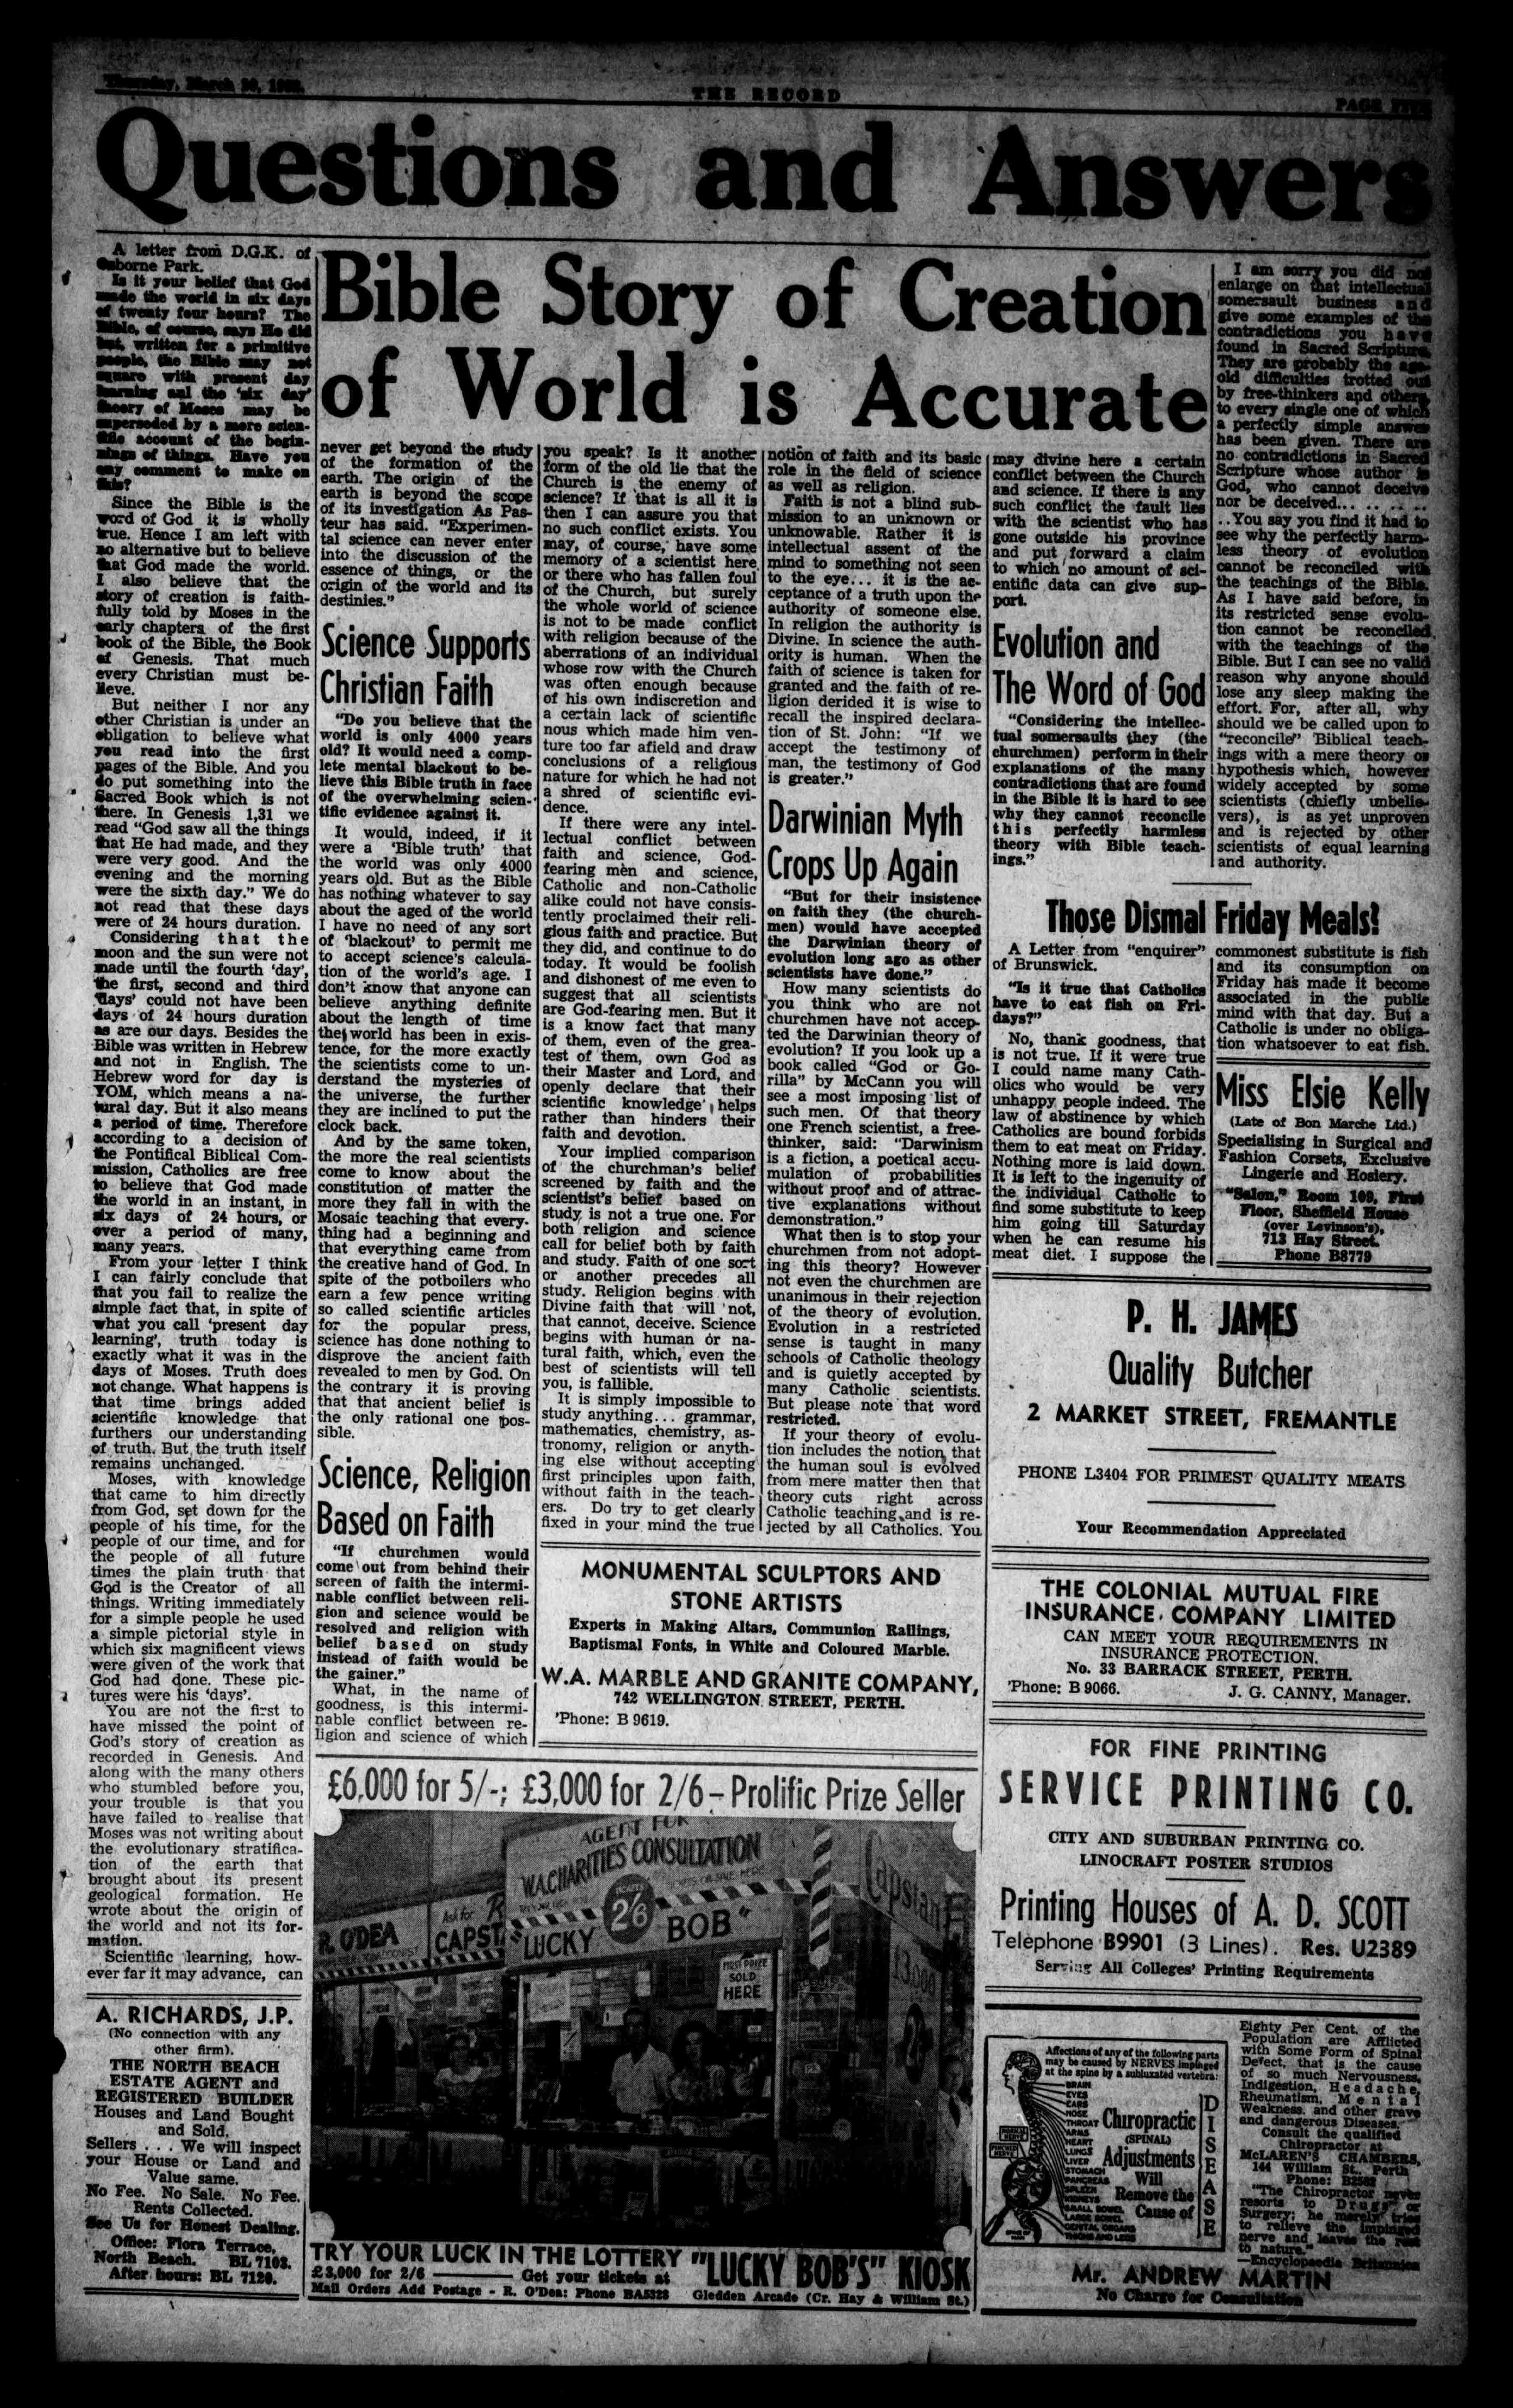 Thursday, March
THE RECORD
PAGE FIVE
Questions and Answers
Bible Story of Creation
of World is Accurate
A letter from D.G.K. of
Osborne Park.
Is it your belief that God
made the world in six days
of twenty four hours? The
Bible, of course, says He did
but, written for a primitive
people, the Bible may not
square with present day
learning and the 'six day'
theory of Moses may be
superseded by a more scien-
tific account of the begin-
nings of things. Have you
any comment to make on
this?
Since the Bible is the
word of God it is wholly
true. Hence I am left with
no alternative but to believe
that God made the world.
I also believe that the
story of creation is faith-
fully told by Moses in the
early chapters of the first
book of the Bible, the Book
of Genesis. That much
every Christian must be-
lieve.
But neither I nor any
other Christian is under an
obligation to believe what
you read into the first
pages of the Bible. And you
do put something into the
Sacred Book which is not
there. In Genesis 1,31 we
read "God saw all the things
that He had made, and they
were very good. And the
evening and the morning
were the sixth day." We do
not read that these days
were of 24 hours duration.
Considering that the
moon and the sun were not
made until the fourth 'day',
the first, second and third
'days' could not have been
days of 24 hours duration
as are our days. Besides the
Bible was written in Hebrew
and not in English. The
Hebrew word for day is
YOM, which means a na-
tural day. But it also means
a period of time. Therefore
according to a decision of
the Pontifical Biblical Com-
mission, Catholics are free
to believe that God made
the world in an instant, in
six days of 24 hours, or
over a period of many,
many years.
From your letter I think
I can fairly conclude that
that you fail to realize the
simple fact that, in spite of
what you call 'present day
learning', truth today is
exactly what it was in the
days of Moses. Truth does
not change. What happens is
that time brings added
scientific knowledge that
furthers our understanding
of truth. But the truth itself
remains unchanged.
Moses, with knowledge
that came to him directly
from God, set down for the
people of his time, for the
people of our time, and for
the people of all future
times the plain truth that
God is the Creator of all
things. Writing immediately
for a simple people he used
a simple pictorial style in
which six magnificent views
were given of the work that
God had done. These pic-
tures were his 'days'.
You are not the first to
have missed the point of
God's story of creation as
recorded in Genesis. And
along with the many others
who stumbled before you,
your trouble is that you
have failed to realise that
Moses was not writing about
the evolutionary stratifica-
tion of the earth that
brought about its present
geological formation. He
wrote about the origin of
the world and not its for-
mation.
Scientific learning, how-
ever far it may advance, can
A. RICHARDS, J.P.
(No connection with any
other firm).
THE NORTH BEACH
ESTATE AGENT and
REGISTERED BUILDER
Houses and Land Bought
and Sold.
Sellers . . . We will inspect
your House or Land and
Value same.
No Fee. No Sale. No Fee.
Rents Collected.
See Us for Honest Dealing.
Office: Flora Terrace,
North Beach. BL 7103.
After hours: BL 7120.
never get beyond the study
of the formation of the
earth. The origin of the
earth is beyond the scope
of its investigation As Pas-
teur has said. "Experimen-
tal science can never enter
into the discussion of the
essence of things, or the
origin of the world and its
destinies."
Science Supports
Christian Faith
"Do you believe that the
world is only 4000 years
old? It would need a comp-
lete mental blackout to be-
lieve this Bible truth in face
of the overwhelming scien-
tific evidence against it.
It would, indeed, if it
were a 'Bible truth' that
the world was only 4000
years old. But as the Bible
has nothing whatever to say
about the aged of the world
I have no need of any sort
of 'blackout' to permit me
to accept science's calcula-
tion of the world's age. I
don't know that anyone can
believe anything definite
about the length of time
the world has been in exis-
tence, for the more exactly
the scientists come to un-
derstand the mysteries of
the universe, the further
they are inclined to put the
clock back.
And by the same token,
the more the real scientists
come to know about the
constitution of matter the
more they fall in with the
Mosaic teaching that every-
thing had a beginning and
that everything came from
the creative hand of God. In
spite of the potboilers who
earn a few pence writing
so called scientific articles
for the popular press,
science has done nothing to
disprove the ancient faith
revealed to men by God. On
the contrary it is proving
that that ancient belief is
the only rational one pos-
sible.
Science, Religion
Based on Faith
"If churchmen would
come out from behind their
screen of faith the intermi-
nable conflict between reli-
gion and science would be
resolved and religion with
belief based on study
instead of faith would be
the gainer."
What, in the name of
goodness, is this intermi-
nable conflict between re-
ligion and science of which
you speak? Is it another
form of the old lie that the
Church is the enemy of
science? If that is all it is
then I can assure you that
no such conflict exists. You
may, of course, have some
memory of a scientist here
or there who has fallen foul
of the Church, but surely
the whole world of science
is not to be made conflict
with religion because of the
aberrations of an individual
whose row with the Church
was often enough because
of his own indiscretion and
a certain lack of scientific
nous which made him ven-
ture too far afield and draw
conclusions of a religious
nature for which he had not
a shred of scientific evi-
dence.
If there were any intel-
lectual conflict between
faith and science, God-
fearing men and science,
Catholic and non-Catholic
alike could not have consis-
tently proclaimed their reli-
gious faith and practice. But
they did, and continue to do
today. It would be foolish
and dishonest of me even to
suggest that all scientists
are God-fearing men. But it
is a know fact that many
of them, even of the grea-
test of them, own God as
their Master and Lord, and
openly declare that their
scientific knowledge helps
rather than hinders their
faith and devotion.
Your implied comparison
of the churchman's belief
screened by faith and the
scientist's belief based on
study is not a true one. For
both religion and science
call for belief both by faith
and study. Faith of one sort
or another precedes all
study. Religion begins with
Divine faith that will not,
that cannot, deceive. Science
begins with human or na-
tural faith, which, even the
best of scientists will tell
you, is fallible.
It is simply impossible to
study anything... grammar,
mathematics, chemistry, as-
tronomy, religion or anyth-
ing else without accepting
first principles upon faith,
without faith in the teach-
ers. Do try to get clearly
fixed in your mind the true
notion of faith and its basic
role in the field of science
as well as religion.
Faith is not a blind sub-
mission to an unknown or
unknowable. Rather it is
intellectual assent of the
mind to something not seen
to the eye... it is the ac-
ceptance of a truth upon the
authority of someone else.
In religion the authority is
Divine. In science the auth-
ority is human. When the
faith of science is taken for
granted and the faith of re-
ligion derided it is wise to
recall the inspired declara-
tion of St. John: "If we
accept the testimony of
man, the testimony of God
is greater."
Darwinian Myth
Crops Up Again
"But for their insistence
on faith they (the church-
men) would have accepted
the Darwinian theory of
evolution long ago as other
scientists have done."
How many scientists do
you think who are not
churchmen have not accep-
ted the Darwinian theory of
evolution? If you look up a
book called "God or Go-
rilla" by McCann you will
see a most imposing list of
such men. Of that theory
one French scientist, a free-
thinker, said: "Darwinism
is a fiction, a poetical accu-
mulation of probabilities
without proof and of attrac-
tive explanations without
demonstration."
What then is to stop your
churchmen from not adopt-
ing this theory? However
not even the churchmen are
unanimous in their rejection
of the theory of evolution.
Evolution in a restricted
sense is taught in many
schools of Catholic theology
and is quietly accepted by
many Catholic scientists.
But please note that word
restricted.
If your theory of evolu-
tion includes the notion that
the human soul is evolved
from mere matter then that
theory cuts right across
Catholic teaching and is re-
jected by all Catholics. You
MONUMENTAL SCULPTORS AND
STONE ARTISTS
Experts in Making Altars, Communion Railings,
Baptismal Fonts, in White and Coloured Marble.
W.A. MARBLE AND GRANITE COMPANY,
742 WELLINGTON STREET, PERTH.
'Phone: B 9619.
£6,000 for 5/-; £3,000 for 2/6 – Prolific Prize Seller
AGENT FOR
W.A. CHARITIES CONSULTATION
R. O'DEA
Ask for
CAPST
"LUCKY
2/6
BOB"
Capstan
FIRST PRIZE
SOLD
HERE
TRY YOUR LUCK IN THE LOTTERY "LUCKY BOB'S" KIOSK
£3,000 for 2/6 ——— Get your tickets at
Mail Orders Add Postage - R. O'Dea: Phone BA5328 Gledden Arcade (Cr. Hay & William St.)
may divine here a certain
conflict between the Church
and science. If there is any
such conflict the fault lies
with the scientist who has
gone outside his province
and put forward a claim
to which no amount of sci-
entific data can give sup-
port.
Evolution and
The Word of God
"Considering the intellec-
tual somersaults they (the
churchmen) perform in their
explanations of the many
contradictions that are found
in the Bible it is hard to see
why they cannot reconcile
this perfectly harmless
theory with Bible teach-
ings."
I am sorry you did not
enlarge on that intellectual
somersault business and
give some examples of the
contradictions you have
found in Sacred Scripture.
They are probably the age-
old difficulties trotted out
by free-thinkers and others,
to every single one of which
a perfectly simple answer
has been given. There are
no contradictions in Sacred
Scripture whose author is
God, who cannot deceive
nor be deceived... .. .. ..
..You say you find it had to
see why the perfectly harm-
less theory of evolution
cannot be reconciled with
the teachings of the Bible.
As I have said before, in
its restricted sense evolu-
tion cannot be reconciled,
with the teachings of the
Bible. But I can see no valid
reason why anyone should
lose any sleep making the
effort. For, after all, why
should we be called upon to
"reconcile" Biblical teach-
ings with a mere theory or
hypothesis which, however
widely accepted by some
scientists (chiefly unbelie-
vers), is as yet unproven
and is rejected by other
scientists of equal learning
and authority.
Those Dismal Friday Meals!
A Letter from "enquirer"
of Brunswick.
"Is it true that Catholics
have to eat fish on Fri-
days?"
No, thank goodness, that
is not true. If it were true
I could name many Cath-
olics who would be very
unhappy people indeed. The
law of abstinence by which
Catholics are bound forbids
them to eat meat on Friday.
Nothing more is laid down.
It is left to the ingenuity of
the individual Catholic to
find some substitute to keep
him going till Saturday
when he can resume his
meat diet. I suppose the
commonest substitute is fish
and its consumption on
Friday has made it become
associated in the public
mind with that day. But a
Catholic is under no obliga-
tion whatsoever to eat fish.
Miss Elsie Kelly
(Late of Bon Marche Ltd.)
Specialising in Surgical and
Fashion Corsets, Exclusive
Lingerie and Hosiery.
"Salon," Room 109, First
Floor, Sheffield House
(over Levinson's),
713 Hay Street.
Phone B8779
P. H. JAMES
Quality Butcher
2 MARKET STREET, FREMANTLE
PHONE L3404 FOR PRIMEST QUALITY MEATS
Your Recommendation Appreciated
THE COLONIAL MUTUAL FIRE
INSURANCE COMPANY LIMITED
CAN MEET YOUR REQUIREMENTS IN
INSURANCE PROTECTION.
No. 33 BARRACK STREET, PERTH.
'Phone: B 9066. J. G. CANNY, Manager.
FOR FINE PRINTING
SERVICE PRINTING CO.
CITY AND SUBURBAN PRINTING CO.
LINOCRAFT POSTER STUDIOS
Printing Houses of A. D. SCOTT
Telephone B9901 (3 Lines). Res. U2389
Serving All Colleges' Printing Requirements
Affections of any of the following parts
may be caused by NERVES impinged
at the spine by a subluxated vertebra:
BRAIN
EYES
EARS
NOSE
THROAT
ARMS
HEART
LUNGS
LIVER
STOMACH
PANCREAS
SPLEEN
KIDNEYS
SMALL BOWEL
LARGE BOWEL
GENITAL ORGANS
THIGHS AND LEGS
Chiropractic
(SPINAL)
Adjustments
Will
Remove the
Cause of
DISEASE
Eighty Per Cent. of the
Population are Afflicted
with Some Form of Spinal
Defect, that is the cause
of so much Nervousness,
Indigestion, Headache,
Rheumatism, Mental
Weakness, and other grave
and dangerous Diseases.
Consult the qualified
Chiropractor at
McLAREN'S CHAMBERS,
144 William St., Perth
Phone:
"The Chiropractor never
resorts to Drugs or
Surgery; he merely tries
to relieve the impinged
nerve and leaves the rest
to nature."
—Encyclopaedia Britannica
Mr. ANDREW MARTIN
No Charge for Consultation